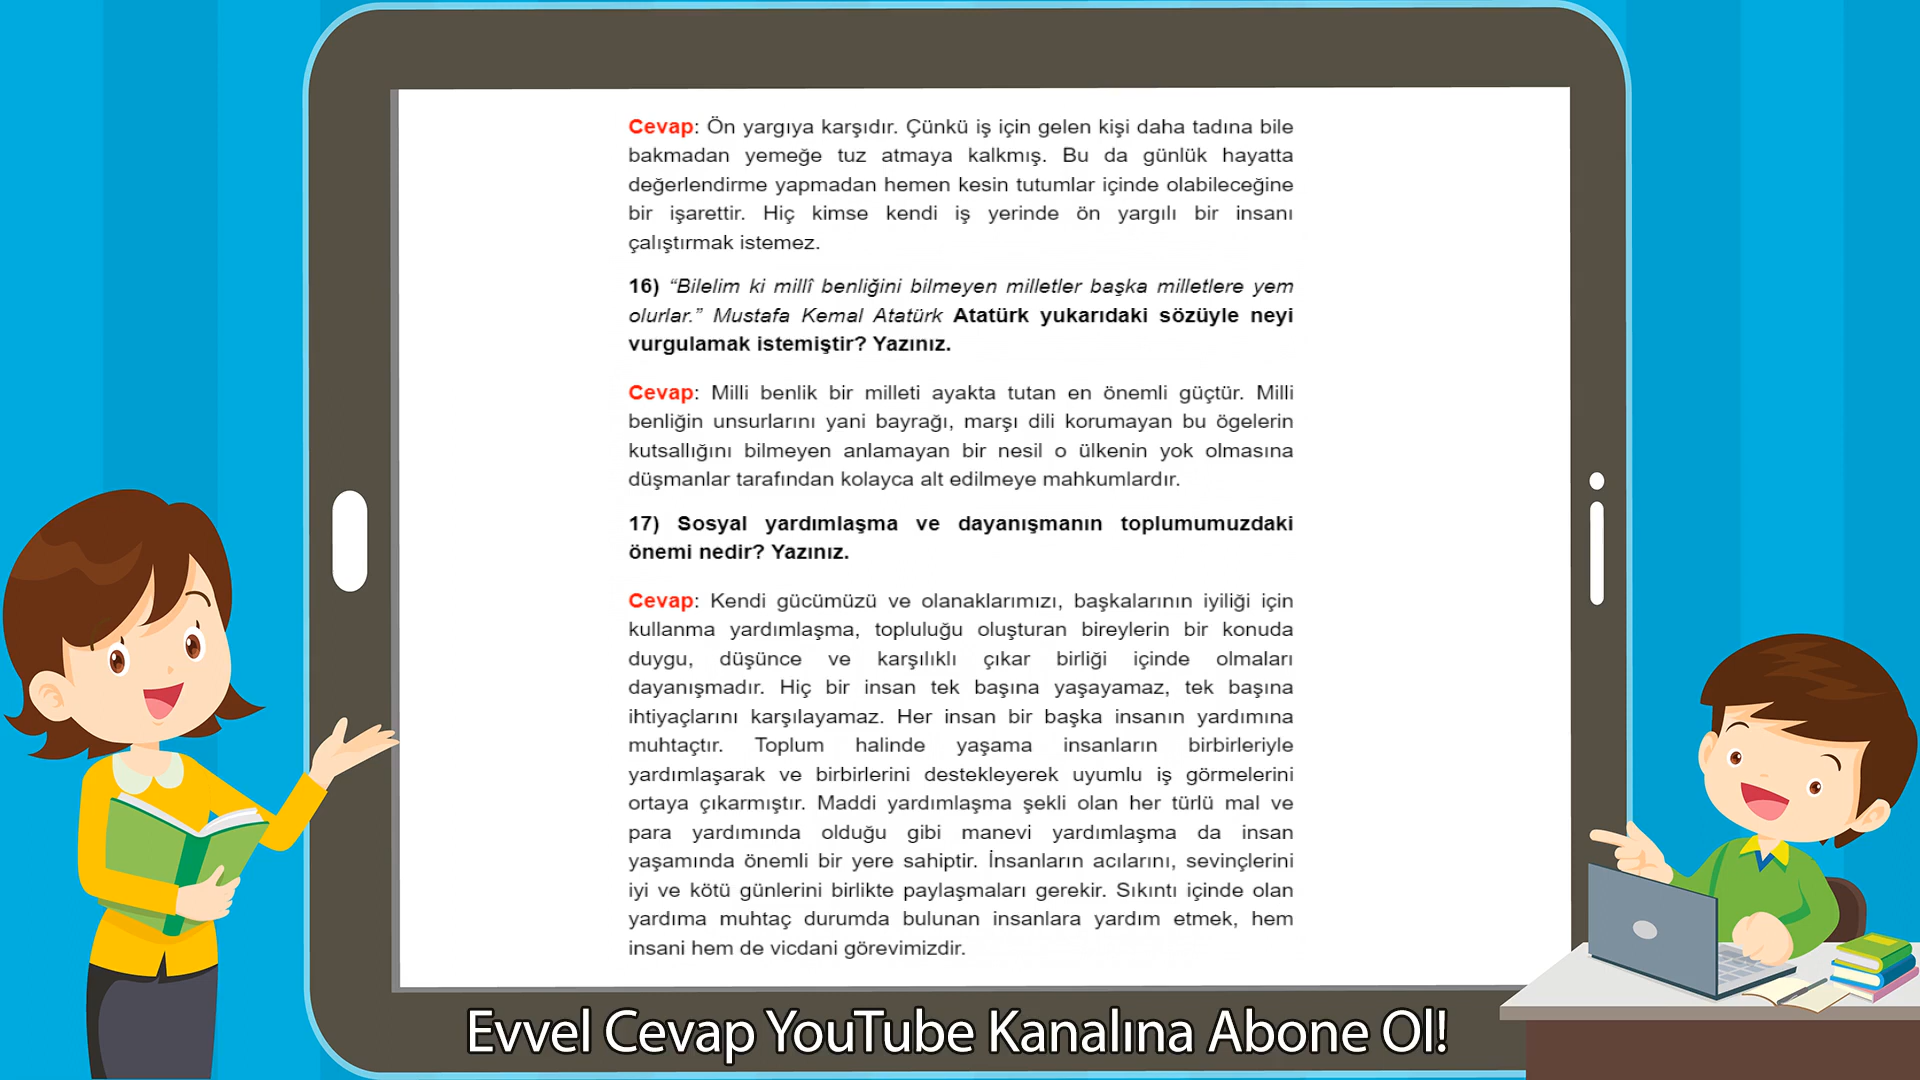 Cevap: Ön yargıya karşıdır. Çünkü iş için gelen kişi daha tadına bile
bakmadan yemeğe tuz atmaya kalkmış. Bu da günlük hayatta
değerlendirme yapmadan hemen kesin tutumlar içinde olabileceğine
bir işarettir. Hiç kimse kendi iş yerinde ön yargılı bir insanı
çalıştırmak istemez.
16) “Bilelim ki millî benliğini bilmeyen milletler başka milletlere yem
olurlar.” Mustafa Kemal Atatürk Atatürk yukarıdaki sözüyle neyi
vurgulamak istemiştir? Yazınız.
Cevap: Milli benlik bir milleti ayakta tutan en önemli güçtür. Milli
benliğin unsurlarını yani bayrağı, marşı dili korumayan bu ögelerin
kutsallığını bilmeyen anlamayan bir nesil o ülkenin yok olmasına
düşmanlar tarafından kolayca alt edilmeye mahkumlardır.
17) Sosyal yardımlaşma ve dayanışmanın toplumumuzdaki
önemi nedir? Yazınız.
Cevap: Kendi gücümüzü ve olanaklarımızı, başkalarının iyiliği için
kullanma yardımlaşma, topluluğu oluşturan bireylerin bir konuda
duygu, düşünce ve karşılıklı çıkar birliği içinde olmaları
dayanışmadır. Hiç bir insan tek başına yaşayamaz, tek başına
ihtiyaçlarını karşılayamaz. Her insan bir başka insanın yardımına
muhtaçtır. Toplum halinde yaşama insanların birbirleriyle
yardımlaşarak ve birbirlerini destekleyerek uyumlu iş görmelerini
ortaya çıkarmıştır. Maddi yardımlaşma şekli olan her türlü mal ve
para yardımında olduğu gibi manevi yardımlaşma da insan
yaşamında önemli bir yere sahiptir. İnsanların acılarını, sevinçlerini
iyi ve kötü günlerini birlikte paylaşmaları gerekir. Sıkıntı içinde olan
yardıma muhtaç durumda bulunan insanlara yardım etmek, hem
insani hem de vicdani görevimizdir.
Evvel Cevap YouTube Kanalına Abone Ol!